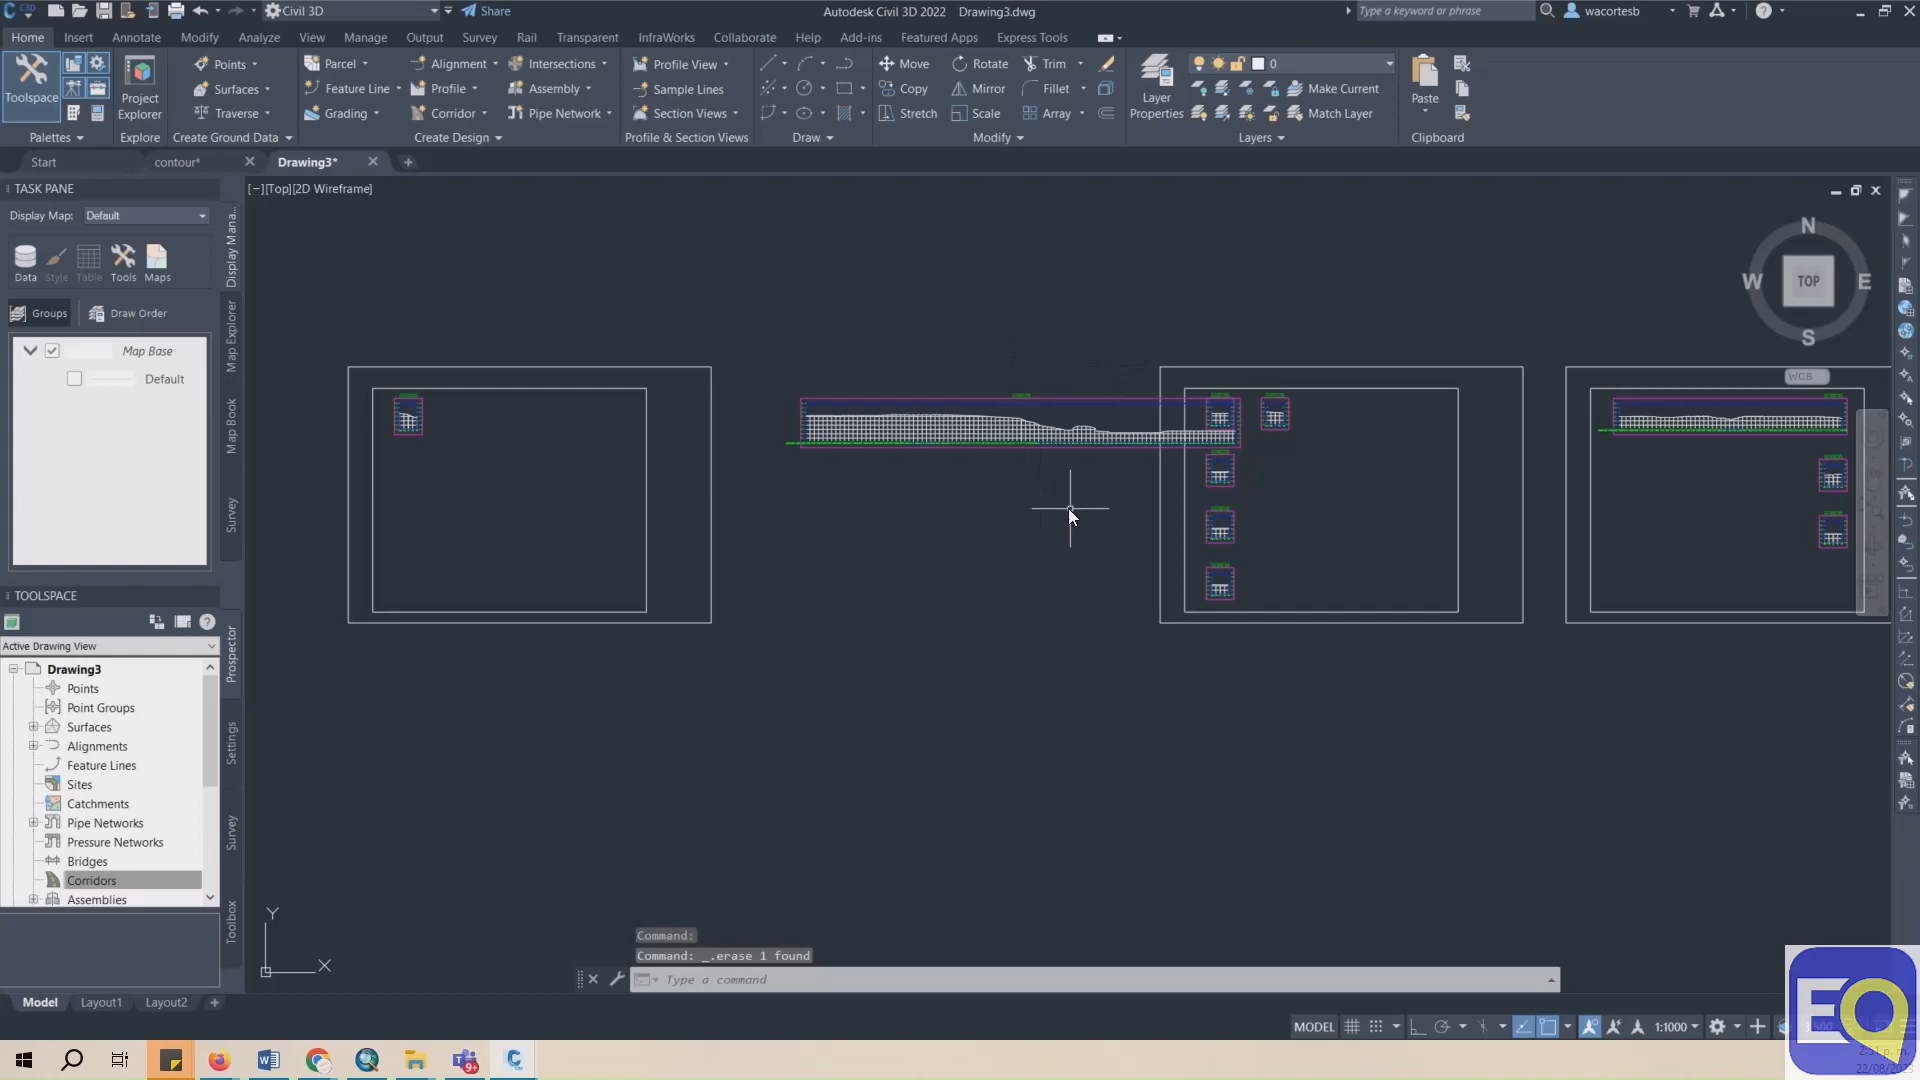 Civil 3D
Share
Autodesk Civil 3D 2022 Drawing3.dwg
Type a keyword or phrase
wacortesb
Home Insert Annotate Modify Analyze View Manage Output Survey Rail Transparent InfraWorks Collaborate Help Add-ins Featured Apps Express Tools
Toolspace
Project Explorer
Points
Surfaces
Traverse
Parcel
Feature Line
Grading
Alignment
Profile
Corridor
Intersections
Assembly
Pipe Network
Profile View
Sample Lines
Section Views
Move
Copy
Stretch
Rotate
Mirror
Scale
Trim
Fillet
Array
Layer Properties
0
Make Current
Match Layer
Paste
Palettes Explore Create Ground Data Create Design Profile & Section Views Draw Modify Layers Clipboard
Start contour* Drawing3*
TASK PANE
[−][Top][2D Wireframe]
Display Map: Default
Data Style Table Tools Maps
Groups Draw Order
Map Base
Default
Display Mana...
Map Explorer
Map Book
Survey
N
W TOP E
S
WCS
TOOLSPACE
Active Drawing View
Drawing3
Points
Point Groups
Surfaces
Alignments
Feature Lines
Sites
Catchments
Pipe Networks
Pressure Networks
Bridges
Corridors
Assemblies
Prospector
Settings
Survey
Toolbox
Y
X
Command:
Command: _.erase 1 found
Type a command
Model Layout1 Layout2
MODEL
1:1000
EQ
9+